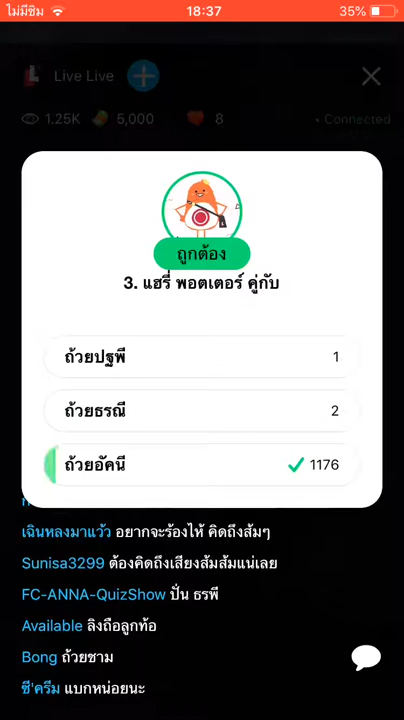 ไม่มีซิม 18:37 35%
Live Live
1.25K 5,000 8 Connected
ถูกต้อง
3. แฮรี่ พอตเตอร์ คู่กับ
ถ้วยปฐพี 1
ถ้วยธรณี 2
ถ้วยอัคนี 1176
เฉินหลงมาแว้ว อยากจะร้องไห้ คิดถึงส้มๆ
Sunisa3299 ต้องคิดถึงเสียงส้มส้มแน่เลย
FC-ANNA-QuizShow ปั่น ธรพี
Available ลิงถือลูกท้อ
Bong ถ้วยชาม
ซี'ครีม แบกหน่อยนะ